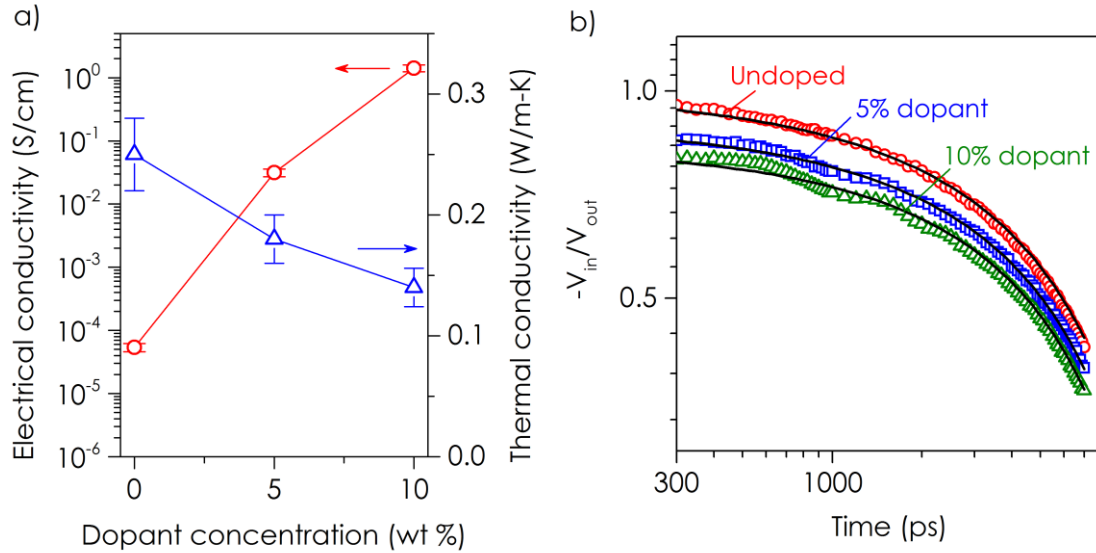 a)
Electrical conductivity (S/cm)
10⁰
10⁻¹
10⁻²
10⁻³
10⁻⁴
10⁻⁵
10⁻⁶
0
5
10
Dopant concentration (wt %)
0.3
0.2
0.1
0.0
Thermal conductivity (W/m-K)
b)
-V_in/V_out
1.0
0.5
Undoped
5% dopant
10% dopant
300
1000
Time (ps)